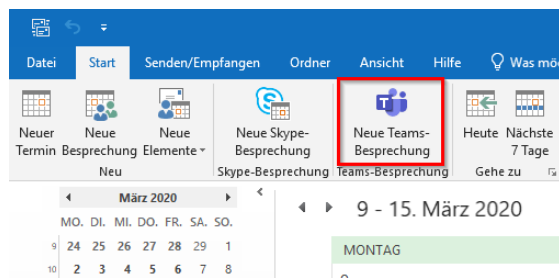 Datei Start Senden/Empfangen Ordner Ansicht Hilfe Was
Neuer Neue Neue Neue Skype- Neue Teams- Heute Nächste
Termin Besprechung Elemente Besprechung Besprechung 7 Tage
Neu Skype-Besprechung Teams-Besprechung Gehe zu
März 2020
9 - 15. März 2020
MO. DI. MI. DO. FR. SA. SO.
9 24 25 26 27 28 29 1
MONTAG
10 2 3 4 5 6 7 8